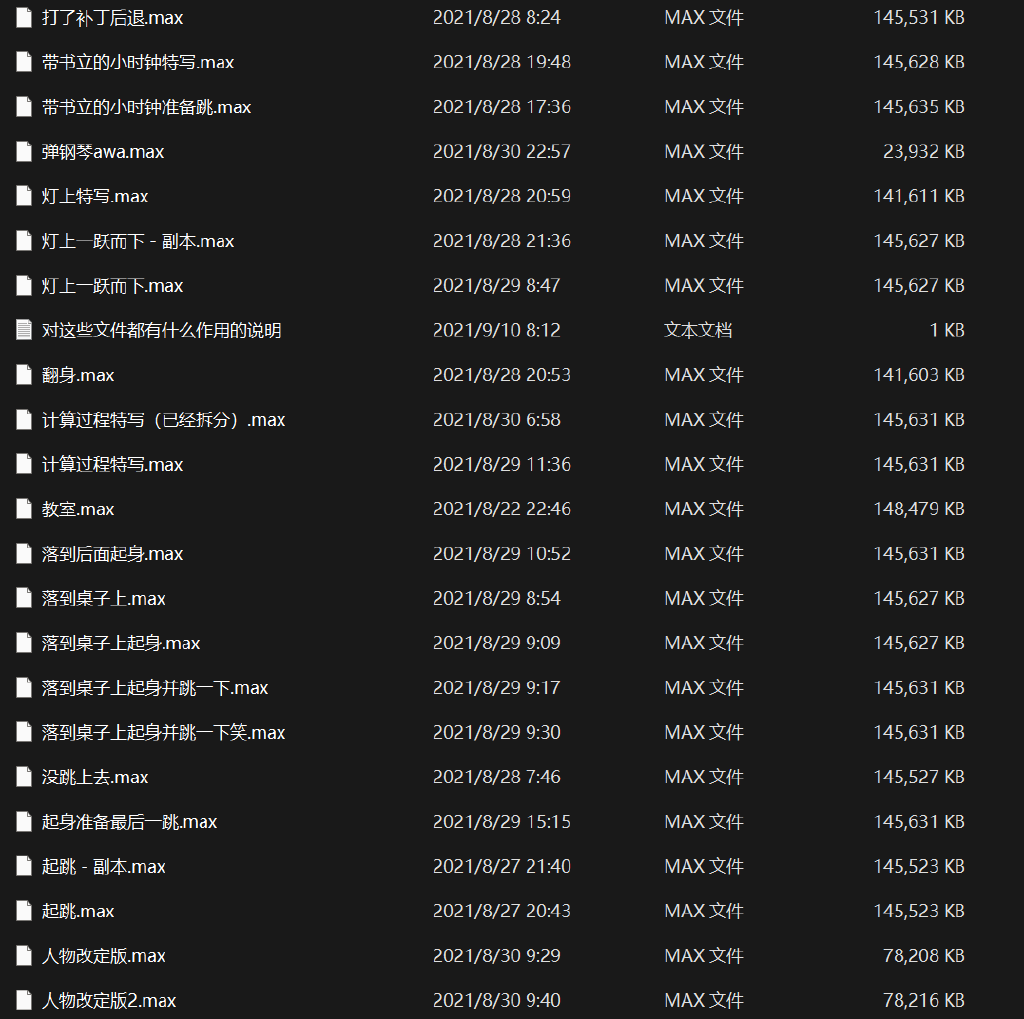 打了补丁后退.max 2021/8/28 8:24 MAX 文件 145,531 KB
带书立的小时钟特写.max 2021/8/28 19:48 MAX 文件 145,628 KB
带书立的小时钟准备跳.max 2021/8/28 17:36 MAX 文件 145,635 KB
弹钢琴awa.max 2021/8/30 22:57 MAX 文件 23,932 KB
灯上特写.max 2021/8/28 20:59 MAX 文件 141,611 KB
灯上一跃而下 - 副本.max 2021/8/28 21:36 MAX 文件 145,627 KB
灯上一跃而下.max 2021/8/29 8:47 MAX 文件 145,627 KB
对这些文件都有什么作用的说明 2021/9/10 8:12 文本文档 1 KB
翻身.max 2021/8/28 20:53 MAX 文件 141,603 KB
计算过程特写（已经拆分）.max 2021/8/30 6:58 MAX 文件 145,631 KB
计算过程特写.max 2021/8/29 11:36 MAX 文件 145,631 KB
教室.max 2021/8/22 22:46 MAX 文件 148,479 KB
落到后面起身.max 2021/8/29 10:52 MAX 文件 145,631 KB
落到桌子上.max 2021/8/29 8:54 MAX 文件 145,627 KB
落到桌子上起身.max 2021/8/29 9:09 MAX 文件 145,627 KB
落到桌子上起身并跳一下.max 2021/8/29 9:17 MAX 文件 145,631 KB
落到桌子上起身并跳一下笑.max 2021/8/29 9:30 MAX 文件 145,631 KB
没跳上去.max 2021/8/28 7:46 MAX 文件 145,527 KB
起身准备最后一跳.max 2021/8/29 15:15 MAX 文件 145,631 KB
起跳 - 副本.max 2021/8/27 21:40 MAX 文件 145,523 KB
起跳.max 2021/8/27 20:43 MAX 文件 145,523 KB
人物改定版.max 2021/8/30 9:29 MAX 文件 78,208 KB
人物改定版2.max 2021/8/30 9:40 MAX 文件 78,216 KB